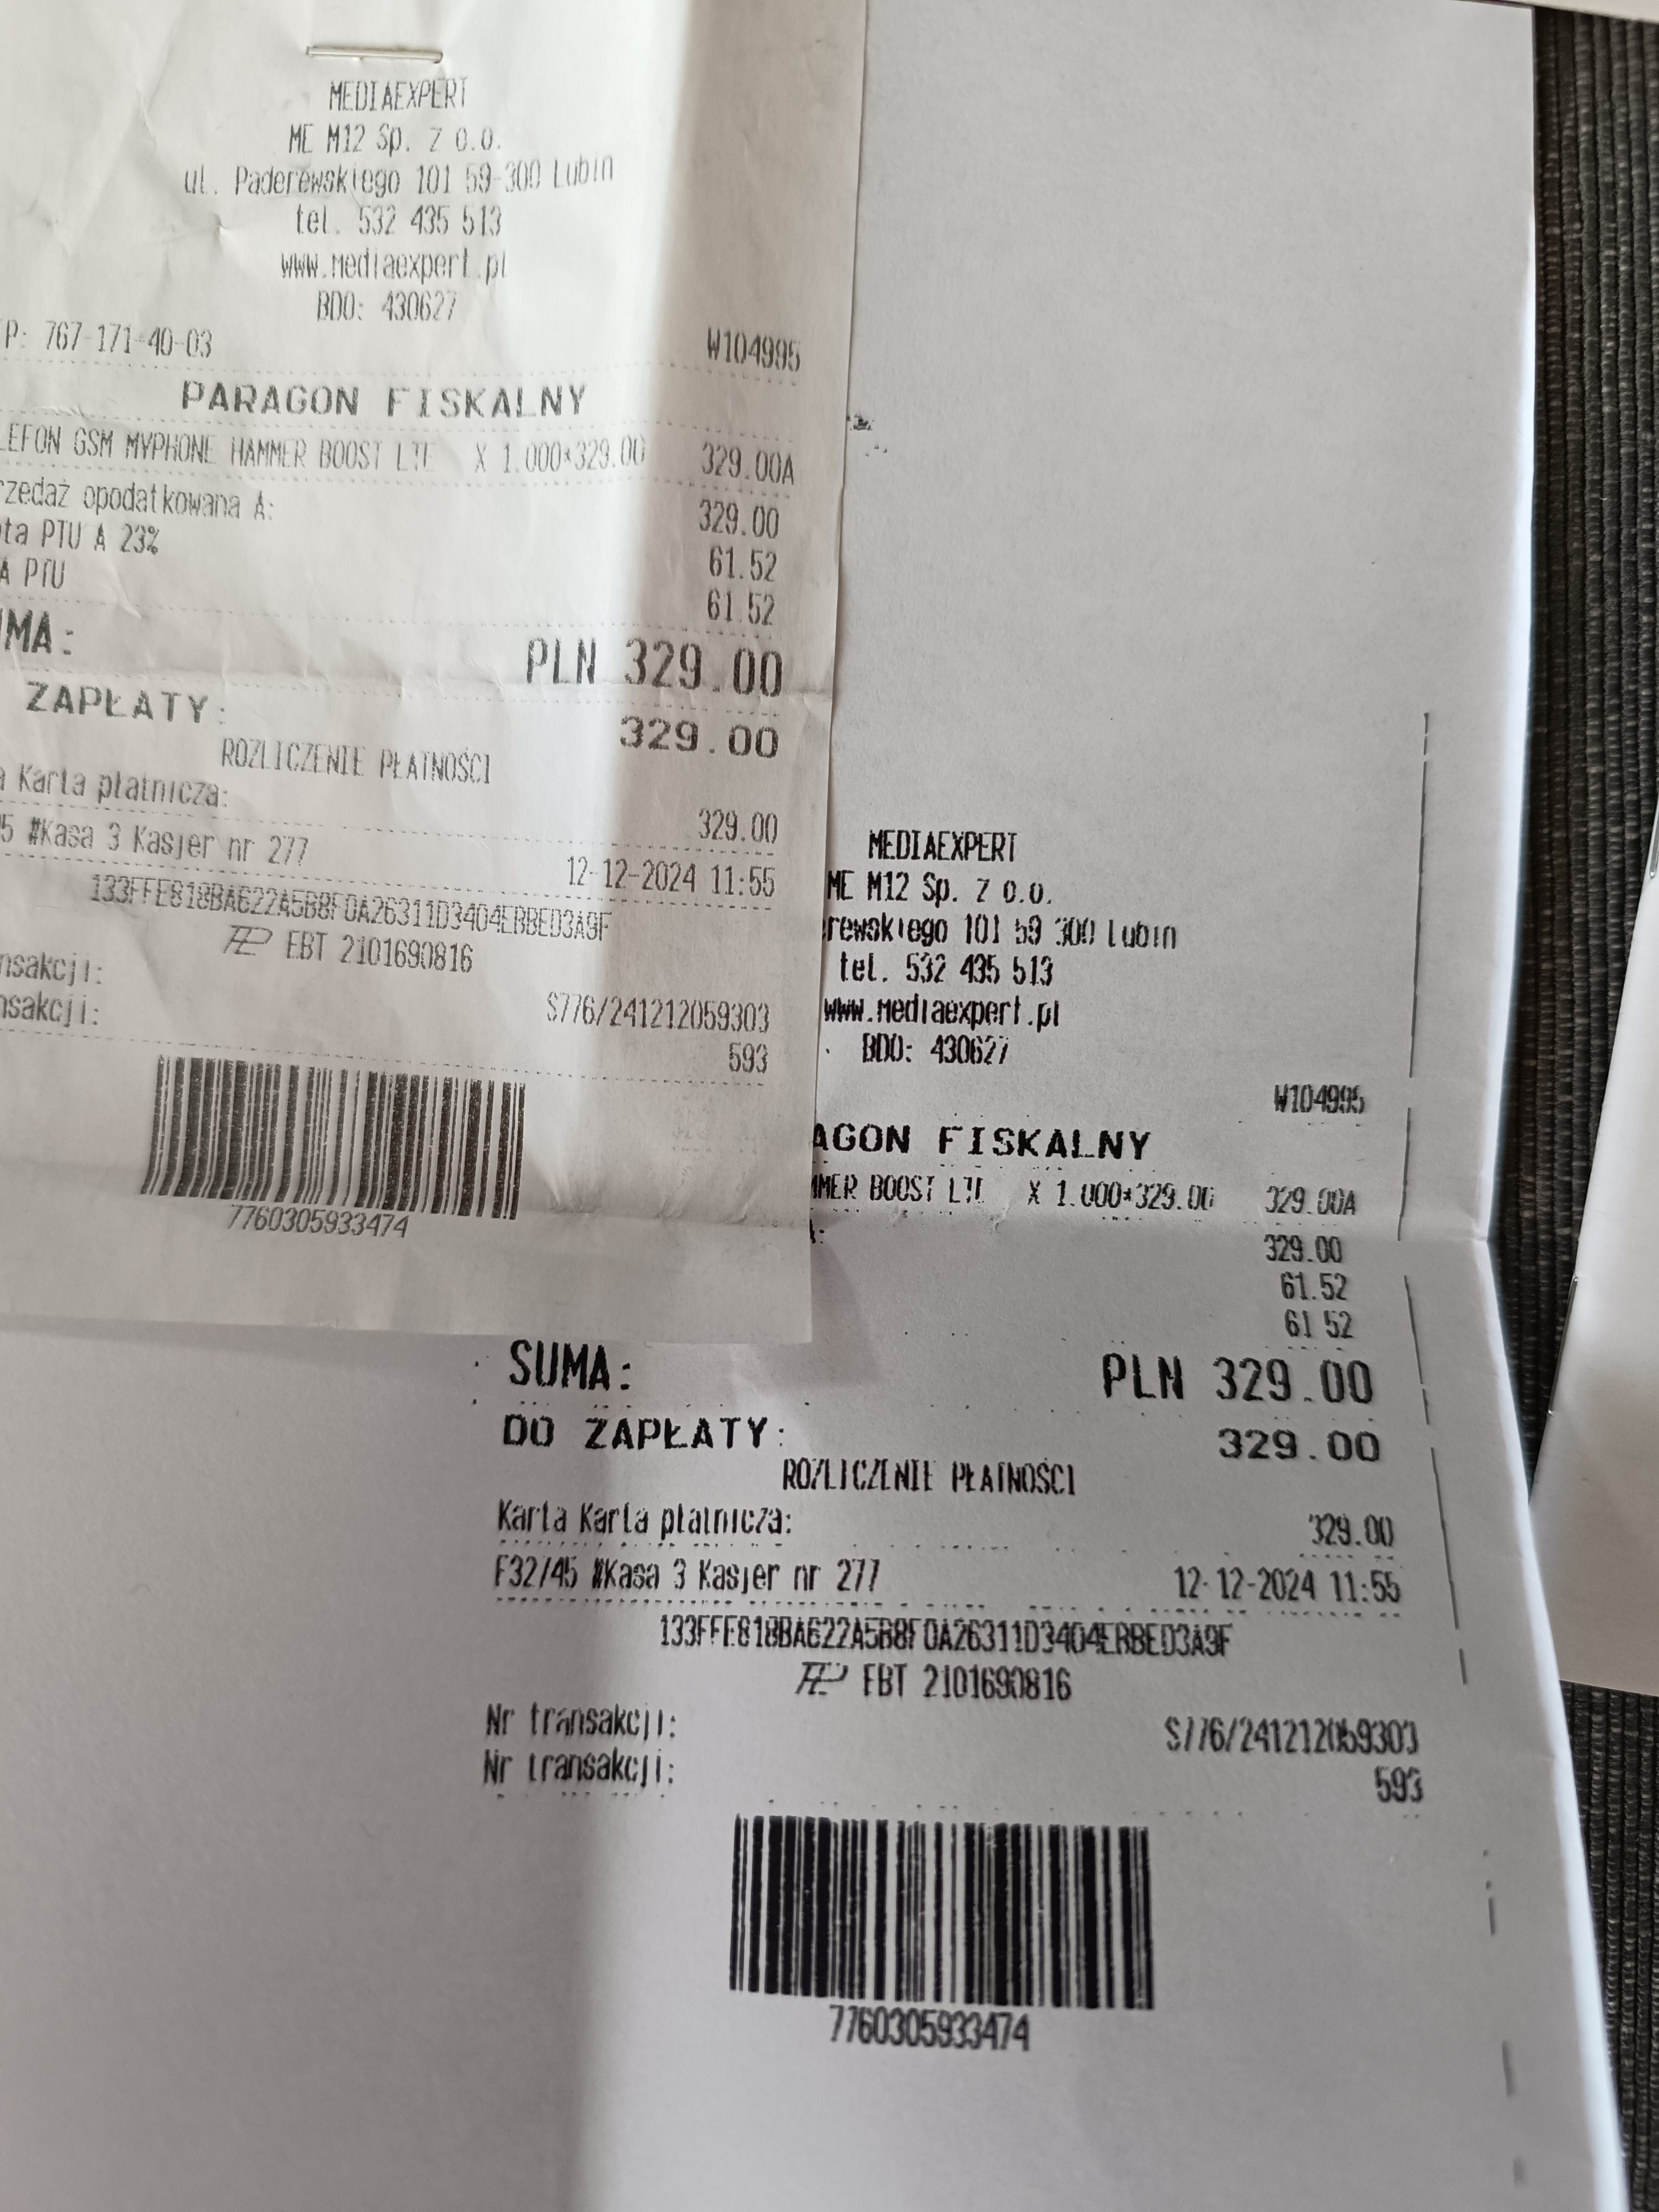 MEDIAEXPERT
ME M12 Sp. z o.o.
ul. Paderewskiego 101 59-300 Lubin
tel. 532 435 513
www.mediaexpert.pl
BDO: 430627
P: 767-171-40-03 W104995
PARAGON FISKALNY
LEFON GSM MYPHONE HAMMER BOOST LTE X 1.000*329.00 329.00A
rzedaż opodatkowana A: 329.00
ta PTU A 23% 61.52
A PTU 61.52
MA: PLN 329.00
ZAPŁATY: 329.00
ROZLICZENIE PŁATNOŚCI
a Karta płatnicza: 329.00
5 #Kasa 3 Kasjer nr 277 12-12-2024 11:55
133FFE818BA622A5B8F0A26311D3404EBBED3A9F
EBT 2101690816
nsakcji: S776/241212059303
nsakcji: 593
7760305933474
MEDIAEXPERT
ME M12 Sp. z o.o.
rewskiego 101 59 300 Lubin
tel. 532 435 513
www.mediaexpert.pl
BDO: 430627
W104995
AGON FISKALNY
MMER BOOST LTE X 1.000*329.00 329.00A
A: 329.00
61.52
61 52
SUMA: PLN 329.00
DO ZAPŁATY: 329.00
ROZLICZENIE PŁATNOŚCI
Karta Karta płatnicza: 329.00
F32/45 #Kasa 3 Kasjer nr 277 12-12-2024 11:55
133FFE818BA622A5B8F0A26311D3404EBBED3A9F
EBT 2101690816
Nr transakcji: S776/241212059303
Nr transakcji: 593
7760305933474